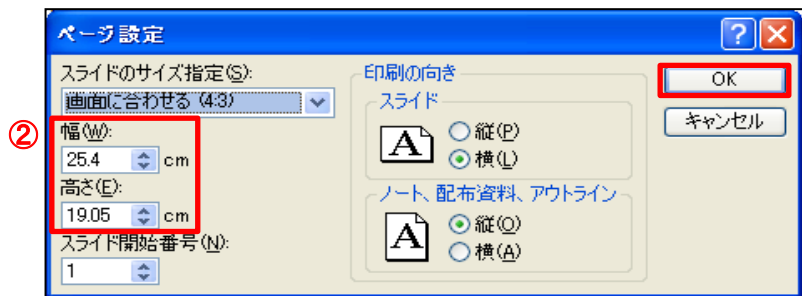 ページ設定
スライドのサイズ指定(S):
画面に合わせる (4:3)
②
幅(W):
25.4 cm
高さ(E):
19.05 cm
スライド開始番号(N):
1
印刷の向き
スライド
A
縦(P)
横(L)
ノート、配布資料、アウトライン
A
縦(O)
横(A)
OK
キャンセル